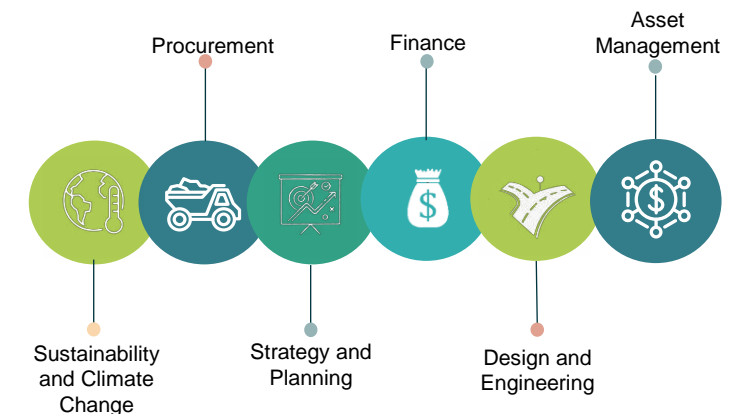 Asset
Management
Procurement
Finance
$
$
Sustainability
and Climate
Change
Strategy and
Planning
Design and
Engineering